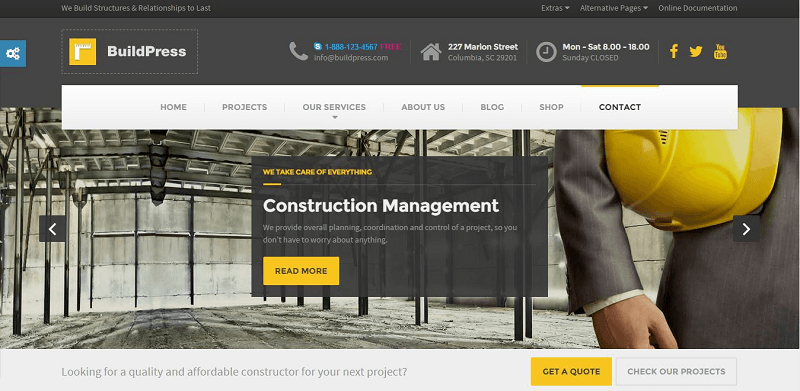 We Build Structures & Relationships to Last
Extras
Alternative Pages
Online Documentation
BuildPress
1-888-123-4567 FREE
info@buildpress.com
227 Marion Street
Columbia, SC 29201
Mon - Sat 8.00 - 18.00
Sunday CLOSED
You
Tube
HOME
PROJECTS
OUR SERVICES
ABOUT US
BLOG
SHOP
CONTACT
WE TAKE CARE OF EVERYTHING
Construction Management
We provide overall planning, coordination and control of a project, so you
don't have to worry about anything.
READ MORE
Looking for a quality and affordable constructor for your next project?
GET A QUOTE
CHECK OUR PROJECTS